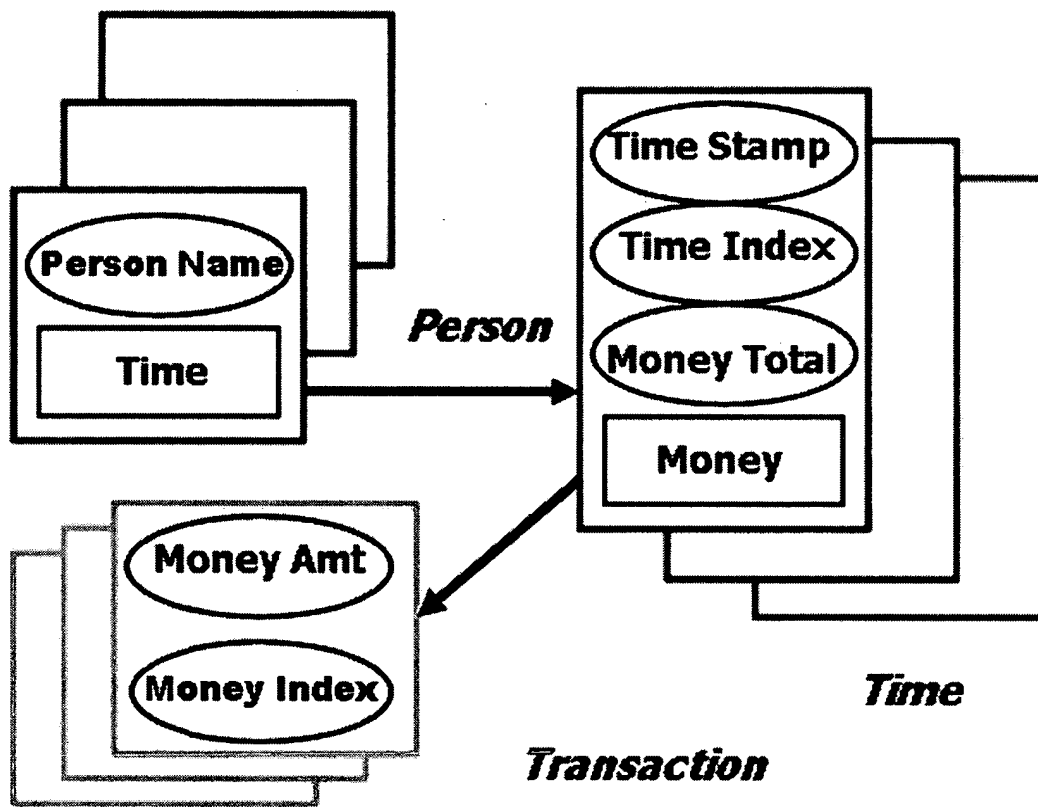 Person Name
Time
Person
Time Stamp
Time Index
Money Total
Money
Money Amt
Money Index
Transaction
Time